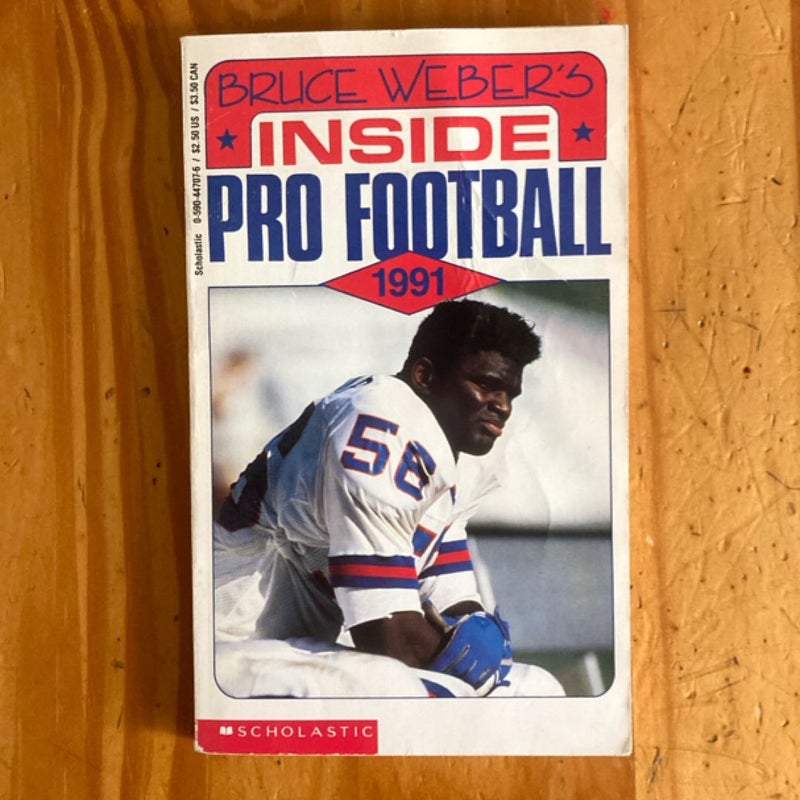 BRUCE WEBER'S
INSIDE
PRO FOOTBALL
1991
Scholastic 0-590-44707-6 / $2.50 US / $3.50 CAN
56
SCHOLASTIC